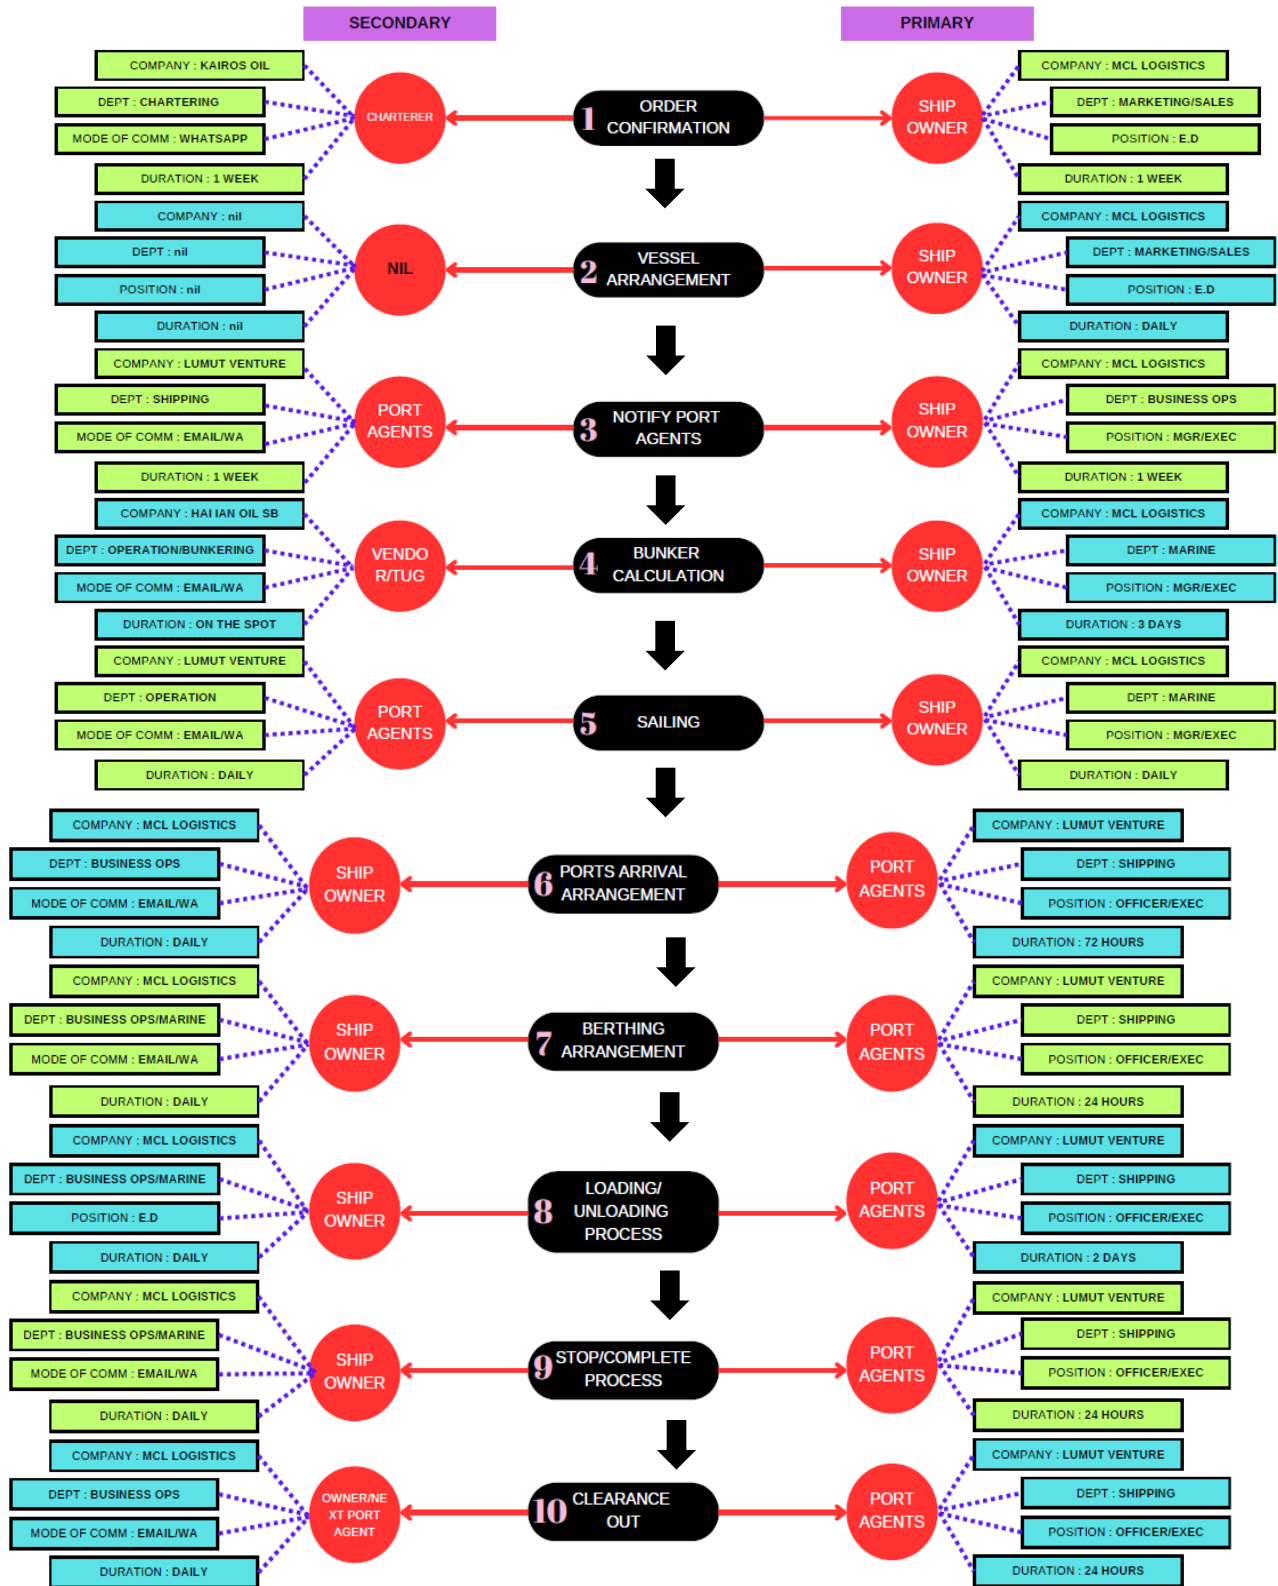 SECONDARY
PRIMARY
COMPANY : KAIROS OIL
DEPT : CHARTERING
MODE OF COMM : WHATSAPP
DURATION : 1 WEEK
CHARTERER
1
ORDER
CONFIRMATION
SHIP
OWNER
COMPANY : MCL LOGISTICS
DEPT : MARKETING/SALES
POSITION : E.D
DURATION : 1 WEEK
COMPANY : nil
DEPT : nil
POSITION : nil
DURATION : nil
NIL
2
VESSEL
ARRANGEMENT
SHIP
OWNER
COMPANY : MCL LOGISTICS
DEPT : MARKETING/SALES
POSITION : E.D
DURATION : DAILY
COMPANY : LUMUT VENTURE
DEPT : SHIPPING
MODE OF COMM : EMAIL/WA
DURATION : 1 WEEK
PORT
AGENTS
3
NOTIFY PORT
AGENTS
SHIP
OWNER
COMPANY : MCL LOGISTICS
DEPT : BUSINESS OPS
POSITION : MGR/EXEC
DURATION : 1 WEEK
COMPANY : HAI IAN OIL SB
DEPT : OPERATION/BUNKERING
MODE OF COMM : EMAIL/WA
DURATION : ON THE SPOT
VENDO
R/TUG
4
BUNKER
CALCULATION
SHIP
OWNER
COMPANY : MCL LOGISTICS
DEPT : MARINE
POSITION : MGR/EXEC
DURATION : 3 DAYS
COMPANY : LUMUT VENTURE
DEPT : OPERATION
MODE OF COMM : EMAIL/WA
DURATION : DAILY
PORT
AGENTS
5
SAILING
SHIP
OWNER
COMPANY : MCL LOGISTICS
DEPT : MARINE
POSITION : MGR/EXEC
DURATION : DAILY
COMPANY : MCL LOGISTICS
DEPT : BUSINESS OPS
MODE OF COMM : EMAIL/WA
DURATION : DAILY
SHIP
OWNER
6
PORTS ARRIVAL
ARRANGEMENT
PORT
AGENTS
COMPANY : LUMUT VENTURE
DEPT : SHIPPING
POSITION : OFFICER/EXEC
DURATION : 72 HOURS
COMPANY : MCL LOGISTICS
DEPT : BUSINESS OPS/MARINE
MODE OF COMM : EMAIL/WA
DURATION : DAILY
SHIP
OWNER
7
BERTHING
ARRANGEMENT
PORT
AGENTS
COMPANY : LUMUT VENTURE
DEPT : SHIPPING
POSITION : OFFICER/EXEC
DURATION : 24 HOURS
COMPANY : MCL LOGISTICS
DEPT : BUSINESS OPS/MARINE
POSITION : E.D
DURATION : DAILY
SHIP
OWNER
8
LOADING/
UNLOADING
PROCESS
PORT
AGENTS
COMPANY : LUMUT VENTURE
DEPT : SHIPPING
POSITION : OFFICER/EXEC
DURATION : 2 DAYS
COMPANY : MCL LOGISTICS
DEPT : BUSINESS OPS/MARINE
MODE OF COMM : EMAIL/WA
DURATION : DAILY
SHIP
OWNER
9
STOP/COMPLETE
PROCESS
PORT
AGENTS
COMPANY : LUMUT VENTURE
DEPT : SHIPPING
POSITION : OFFICER/EXEC
DURATION : 24 HOURS
COMPANY : MCL LOGISTICS
DEPT : BUSINESS OPS
MODE OF COMM : EMAIL/WA
DURATION : DAILY
OWNER/NE
XT PORT
AGENT
10
CLEARANCE
OUT
PORT
AGENTS
COMPANY : LUMUT VENTURE
DEPT : SHIPPING
POSITION : OFFICER/EXEC
DURATION : 24 HOURS